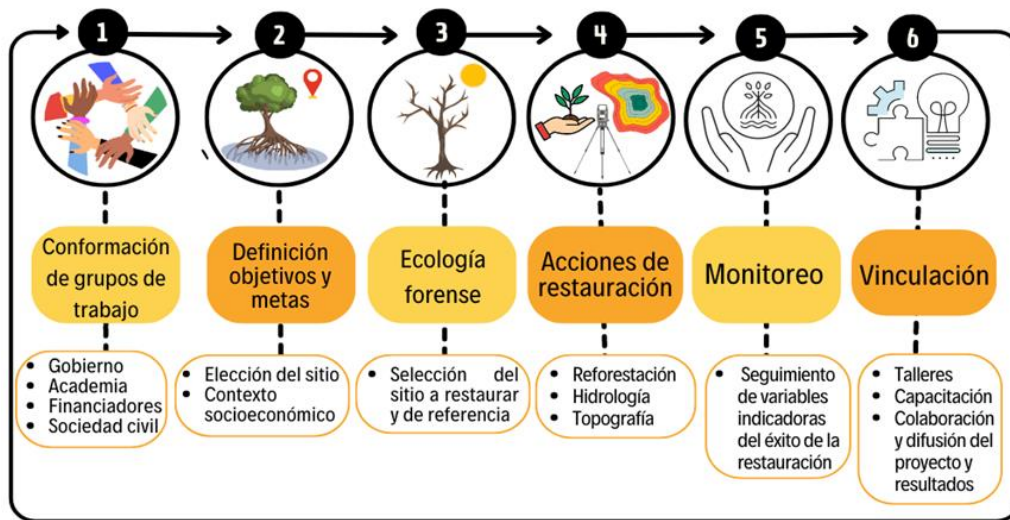 1
2
3
4
5
6
Conformación
de grupos de
trabajo
Definición
objetivos y
metas
Ecología
forense
Acciones de
restauración
Monitoreo
Vinculación
• Gobierno
• Academia
• Financiadores
• Sociedad civil
• Elección del sitio
• Contexto
socioeconómico
• Selección del
sitio a restaurar
y de referencia
• Reforestación
• Hidrología
• Topografía
• Seguimiento
de variables
indicadoras
del éxito de la
restauración
• Talleres
• Capacitación
• Colaboración
y difusión del
proyecto y
resultados